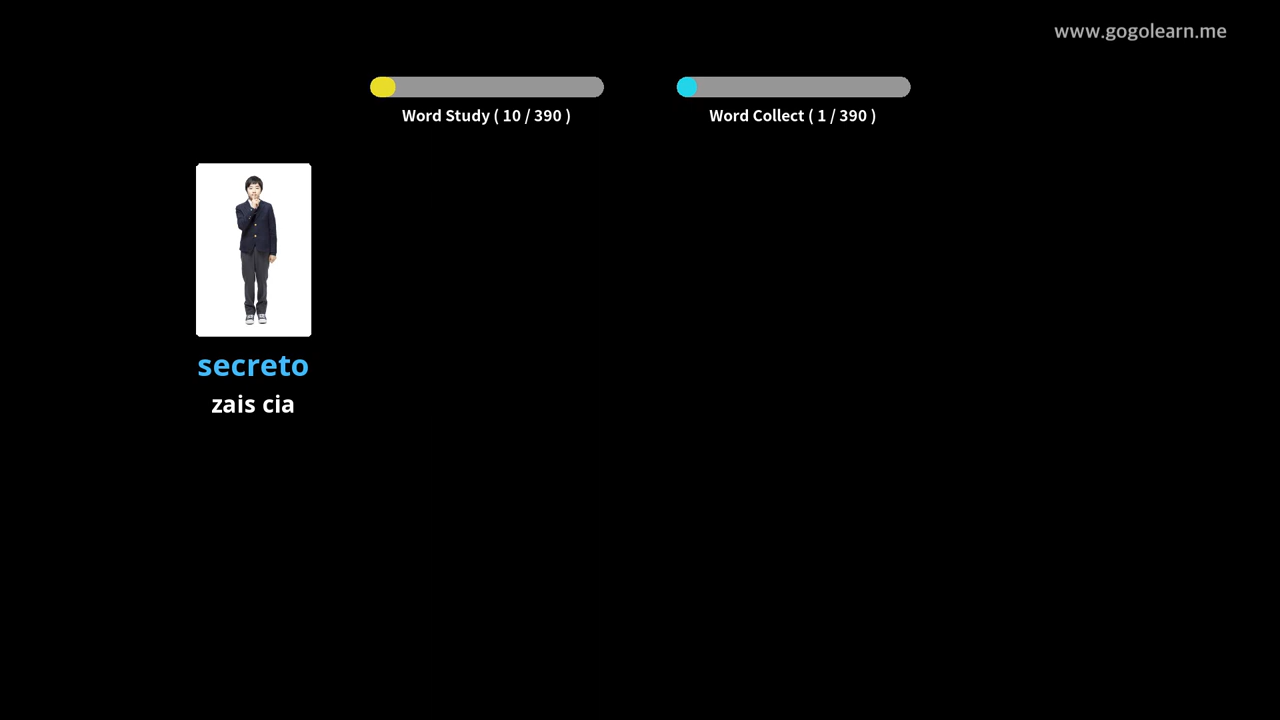 www.gogolearn.me
Word Study ( 10 / 390 )
Word Collect ( 1 / 390 )
secreto
zais cia